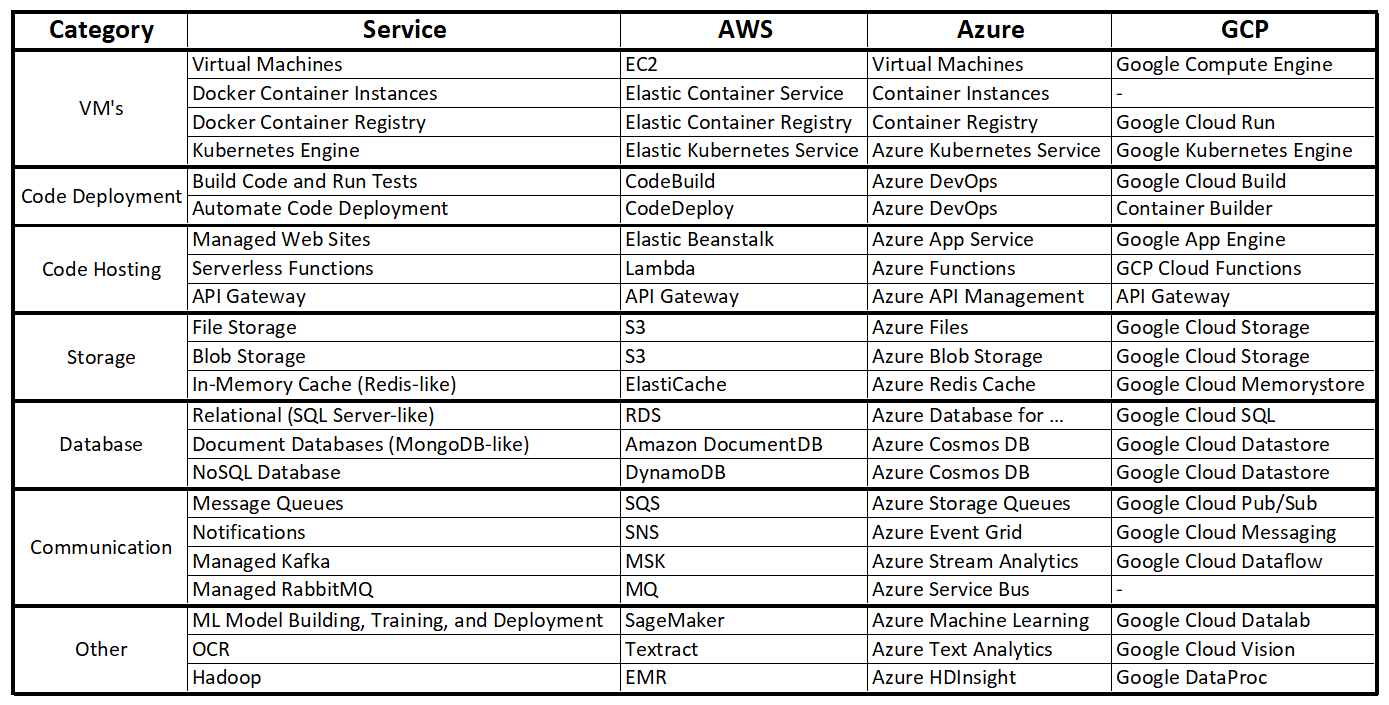 Category Service AWS Azure GCP
VM's
Virtual Machines EC2 Virtual Machines Google Compute Engine
Docker Container Instances Elastic Container Service Container Instances -
Docker Container Registry Elastic Container Registry Container Registry Google Cloud Run
Kubernetes Engine Elastic Kubernetes Service Azure Kubernetes Service Google Kubernetes Engine
Code Deployment
Build Code and Run Tests CodeBuild Azure DevOps Google Cloud Build
Automate Code Deployment CodeDeploy Azure DevOps Container Builder
Code Hosting
Managed Web Sites Elastic Beanstalk Azure App Service Google App Engine
Serverless Functions Lambda Azure Functions GCP Cloud Functions
API Gateway API Gateway Azure API Management API Gateway
Storage
File Storage S3 Azure Files Google Cloud Storage
Blob Storage S3 Azure Blob Storage Google Cloud Storage
In-Memory Cache (Redis-like) ElastiCache Azure Redis Cache Google Cloud Memorystore
Database
Relational (SQL Server-like) RDS Azure Database for ... Google Cloud SQL
Document Databases (MongoDB-like) Amazon DocumentDB Azure Cosmos DB Google Cloud Datastore
NoSQL Database DynamoDB Azure Cosmos DB Google Cloud Datastore
Communication
Message Queues SQS Azure Storage Queues Google Cloud Pub/Sub
Notifications SNS Azure Event Grid Google Cloud Messaging
Managed Kafka MSK Azure Stream Analytics Google Cloud Dataflow
Managed RabbitMQ MQ Azure Service Bus -
Other
ML Model Building, Training, and Deployment SageMaker Azure Machine Learning Google Cloud Datalab
OCR Textract Azure Text Analytics Google Cloud Vision
Hadoop EMR Azure HDInsight Google DataProc